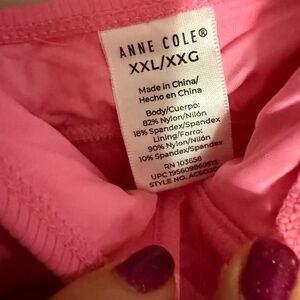 ANNE COLE®
XXL/XXG
Made in China/
Hecho en China
Body/Cuerpo:
82% Nylon/Nilón
18% Spandex/Spandex
Lining/Forro:
90% Nylon/Nilón
10% Spandex/Spandex
RN 103658
UPC 195609869513
STYLE NO.